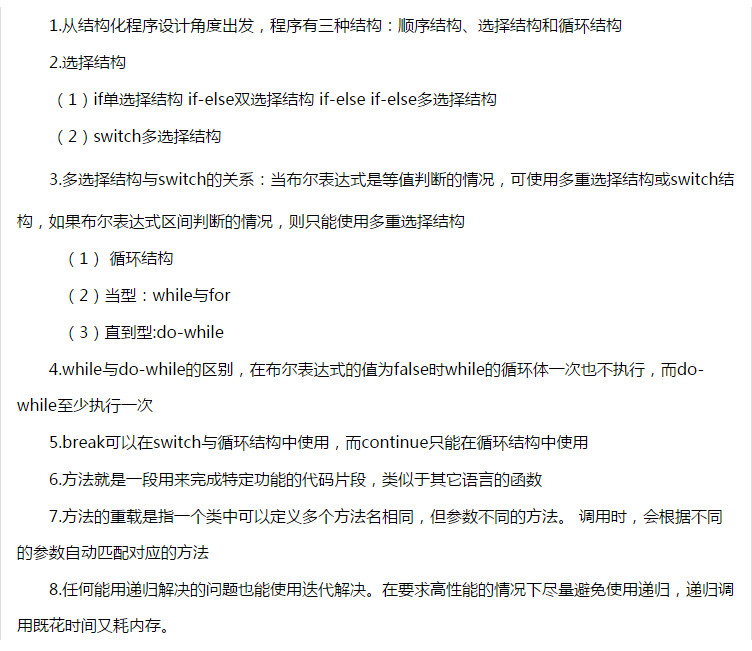 1.从结构化程序设计角度出发，程序有三种结构：顺序结构、选择结构和循环结构
2.选择结构
（1）if单选择结构 if-else双选择结构 if-else if-else多选择结构
（2）switch多选择结构
3.多选择结构与switch的关系：当布尔表达式是等值判断的情况，可使用多重选择结构或switch结
构，如果布尔表达式区间判断的情况，则只能使用多重选择结构
（1） 循环结构
（2）当型：while与for
（3）直到型:do-while
4.while与do-while的区别，在布尔表达式的值为false时while的循环体一次也不执行，而do-
while至少执行一次
5.break可以在switch与循环结构中使用，而continue只能在循环结构中使用
6.方法就是一段用来完成特定功能的代码片段，类似于其它语言的函数
7.方法的重载是指一个类中可以定义多个方法名相同，但参数不同的方法。 调用时，会根据不同
的参数自动匹配对应的方法
8.任何能用递归解决的问题也能使用迭代解决。在要求高性能的情况下尽量避免使用递归，递归调
用既花时间又耗内存。